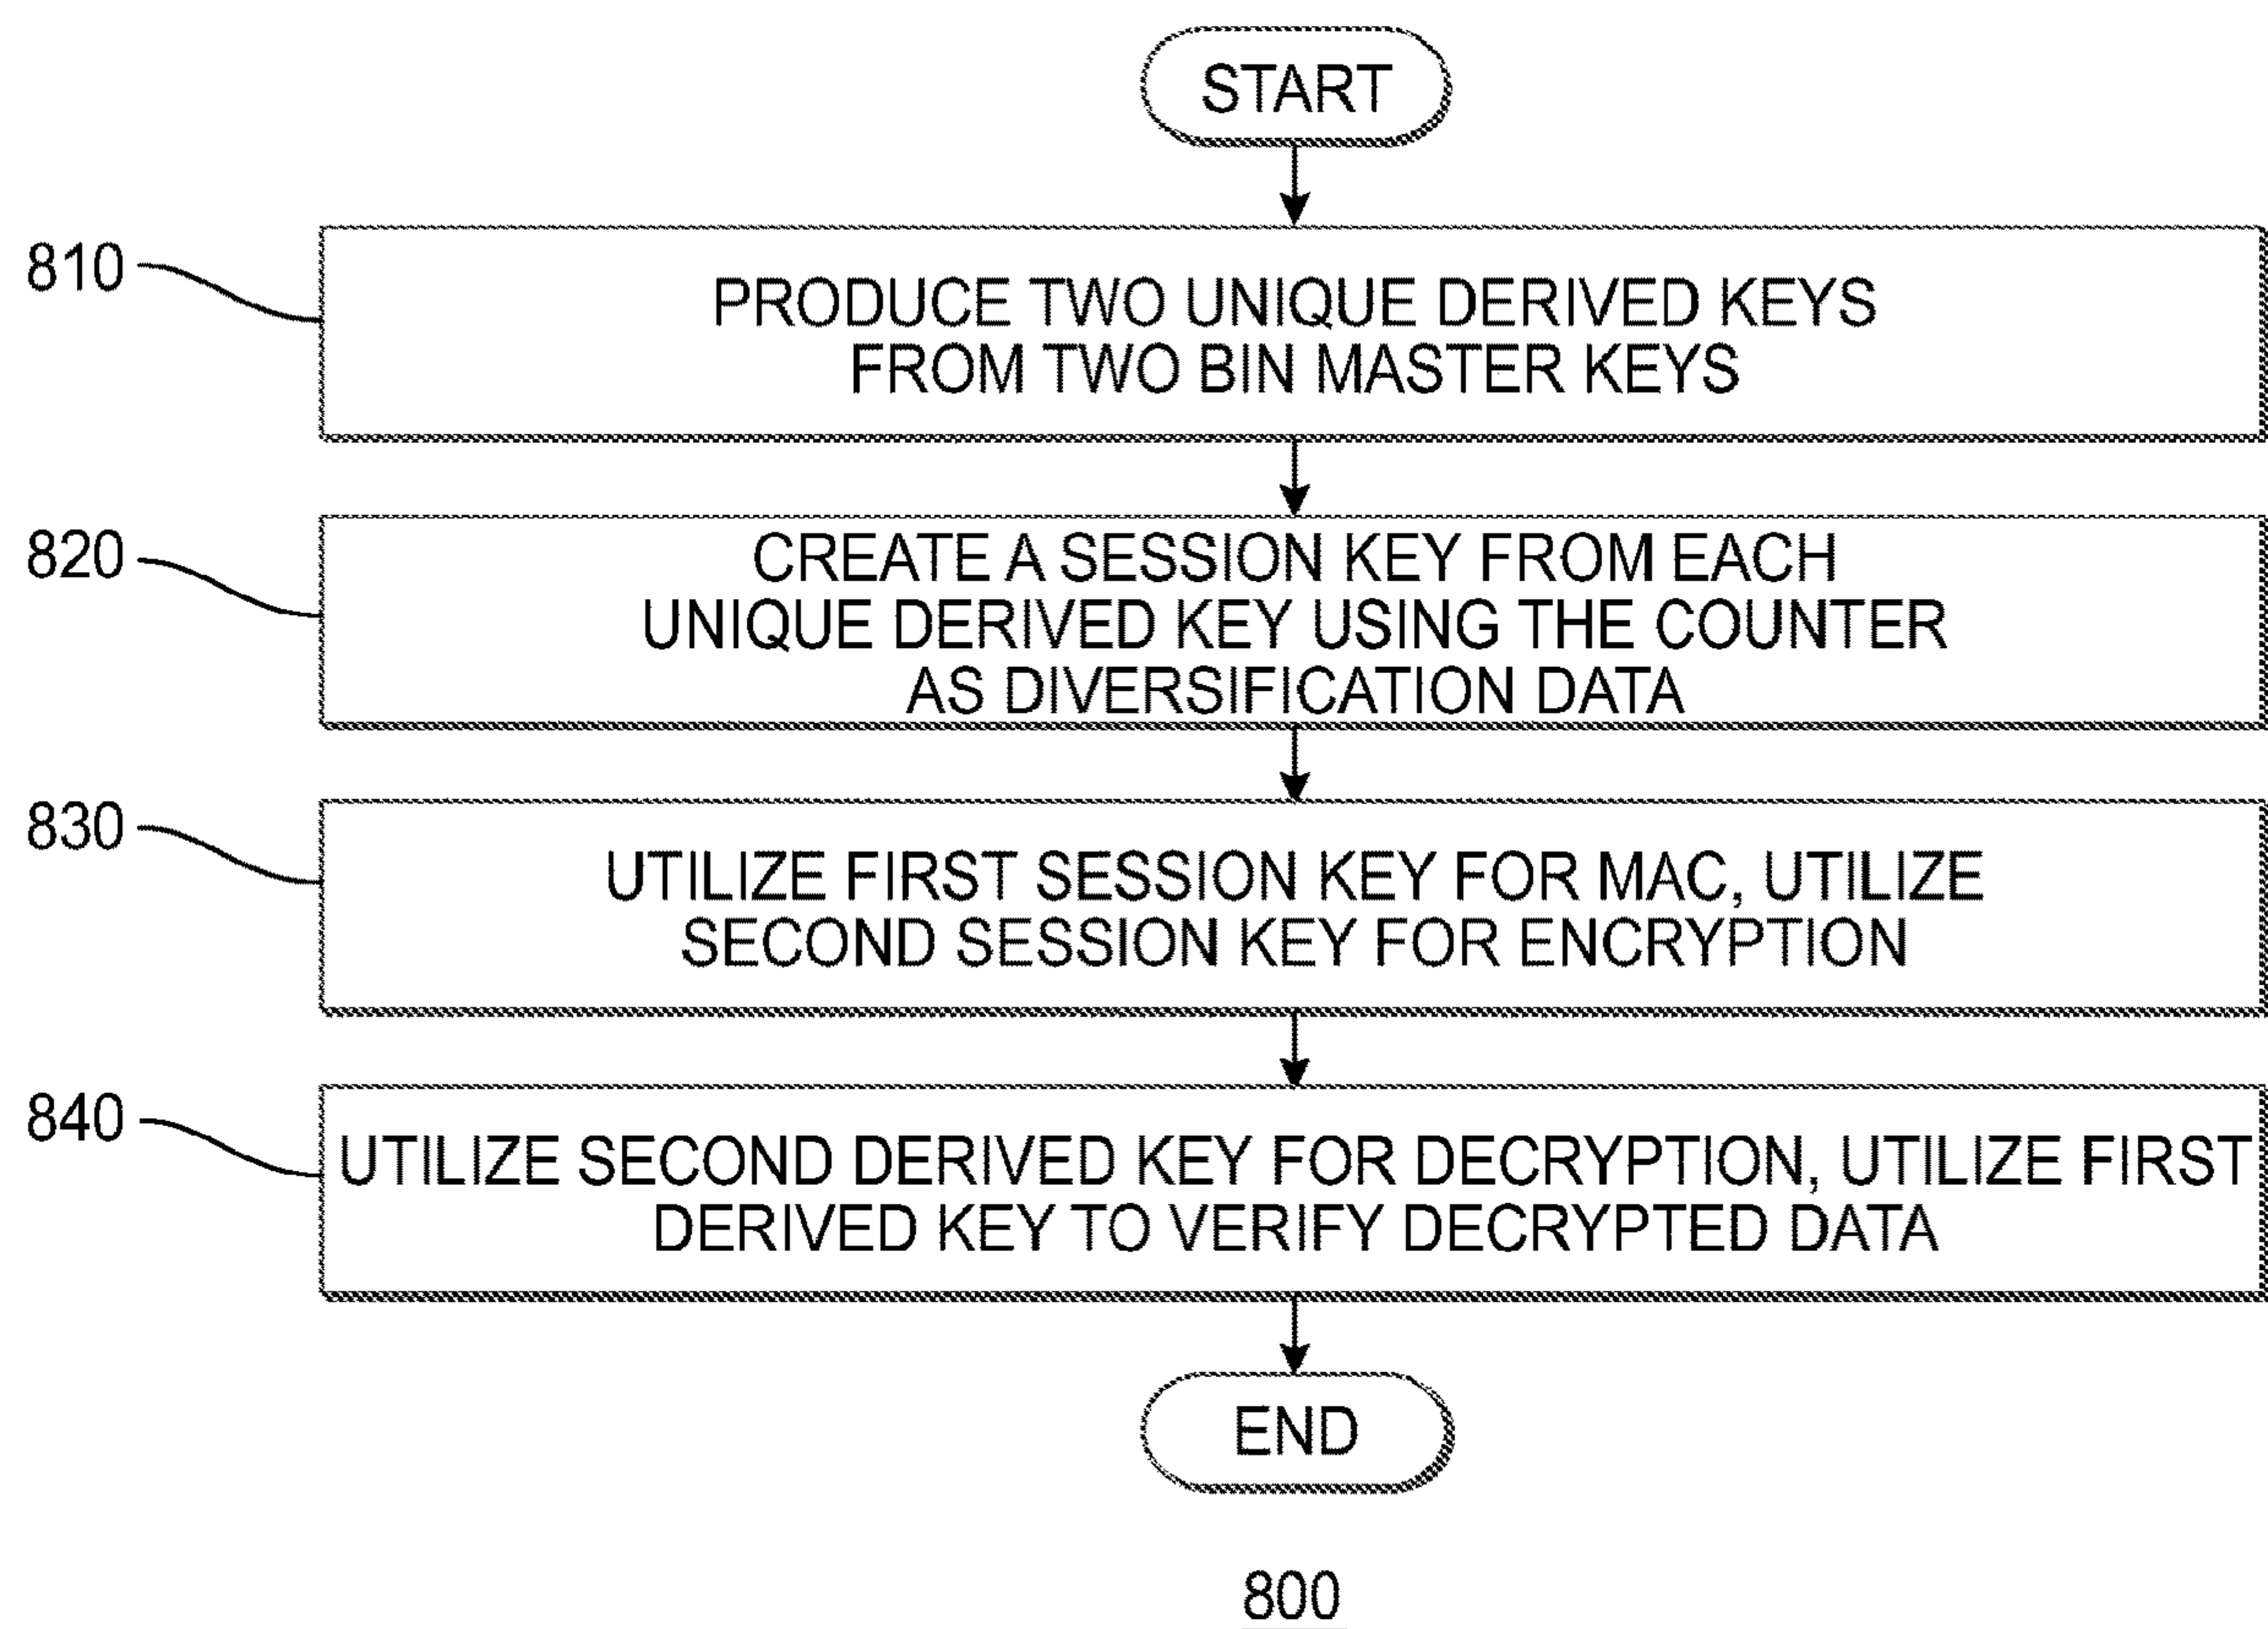 START
810
PRODUCE TWO UNIQUE DERIVED KEYS
FROM TWO BIN MASTER KEYS
820
CREATE A SESSION KEY FROM EACH
UNIQUE DERIVED KEY USING THE COUNTER
AS DIVERSIFICATION DATA
830
UTILIZE FIRST SESSION KEY FOR MAC, UTILIZE
SECOND SESSION KEY FOR ENCRYPTION
840
UTILIZE SECOND DERIVED KEY FOR DECRYPTION, UTILIZE FIRST
DERIVED KEY TO VERIFY DECRYPTED DATA
END
800